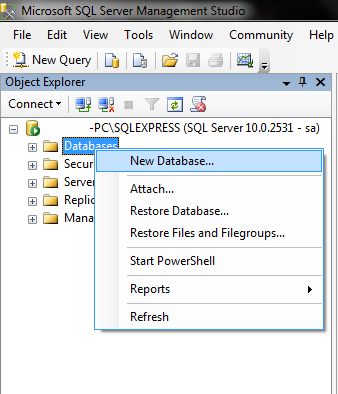 Microsoft SQL Server Management Studio
File Edit View Tools Window Community Help
New Query
Object Explorer
Connect
-PC\SQLEXPRESS (SQL Server 10.0.2531 - sa)
Databases
New Database...
Secur
Attach...
Server
Restore Database...
Replic
Restore Files and Filegroups...
Mana
Start PowerShell
Reports
Refresh